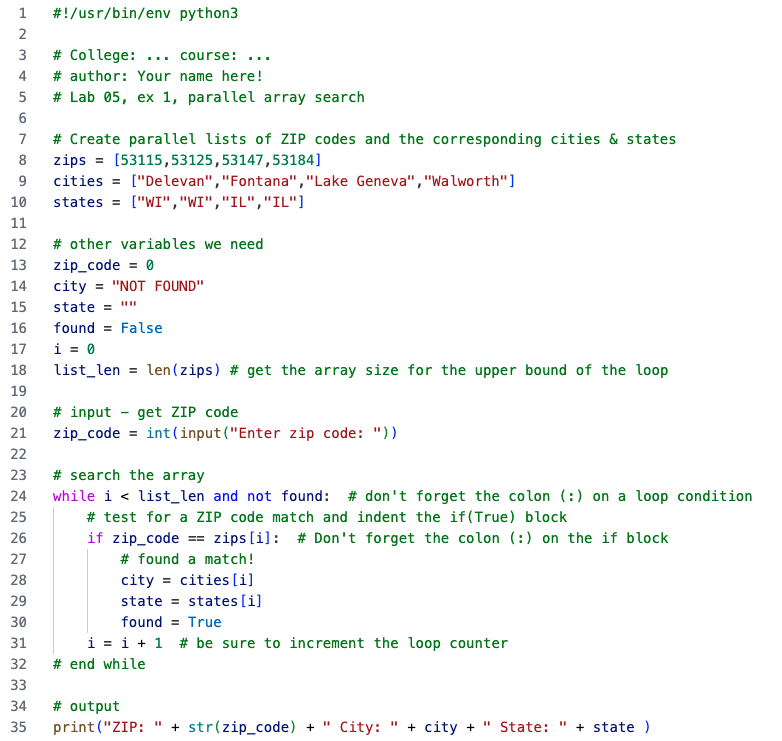 1 #!/usr/bin/env python3
2
3 # College: ... course: ...
4 # author: Your name here!
5 # Lab 05, ex 1, parallel array search
6
7 # Create parallel lists of ZIP codes and the corresponding cities & states
8 zips = [53115,53125,53147,53184]
9 cities = ["Delevan","Fontana","Lake Geneva","Walworth"]
10 states = ["WI","WI","IL","IL"]
11
12 # other variables we need
13 zip_code = 0
14 city = "NOT FOUND"
15 state = ""
16 found = False
17 i = 0
18 list_len = len(zips) # get the array size for the upper bound of the loop
19
20 # input - get ZIP code
21 zip_code = int(input("Enter zip code: "))
22
23 # search the array
24 while i < list_len and not found:  # don't forget the colon (:) on a loop condition
25     # test for a ZIP code match and indent the if(True) block
26     if zip_code == zips[i]:  # Don't forget the colon (:) on the if block
27         # found a match!
28         city = cities[i]
29         state = states[i]
30         found = True
31     i = i + 1  # be sure to increment the loop counter
32 # end while
33
34 # output
35 print("ZIP: " + str(zip_code) + " City: " + city + " State: " + state )